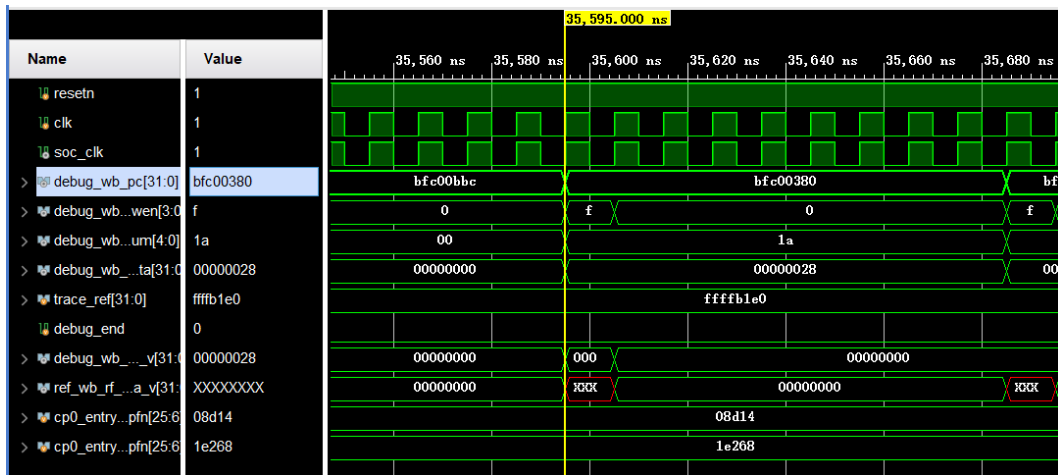 35,595.000 ns
Name Value
35,560 ns 35,580 ns 35,600 ns 35,620 ns 35,640 ns 35,660 ns 35,680 ns
resetn 1
clk 1
soc_clk 1
debug_wb_pc[31:0] bfc00380 bfc00bbc bfc00380 bf
debug_wb...wen[3:0 f 0 f 0 f
debug_wb...um[4:0] 1a 00 1a
debug_wb_...ta[31:0 00000028 00000000 00000028 00
trace_ref[31:0] ffffb1e0 ffffb1e0
debug_end 0
debug_wb_..._v[31:( 00000028 00000000 000 00000000
ref_wb_rf_...a_v[31: XXXXXXXX 00000000 XXX 00000000 XXX
cp0_entry...pfn[25:6 08d14 08d14
cp0_entry...pfn[25:6 1e268 1e268